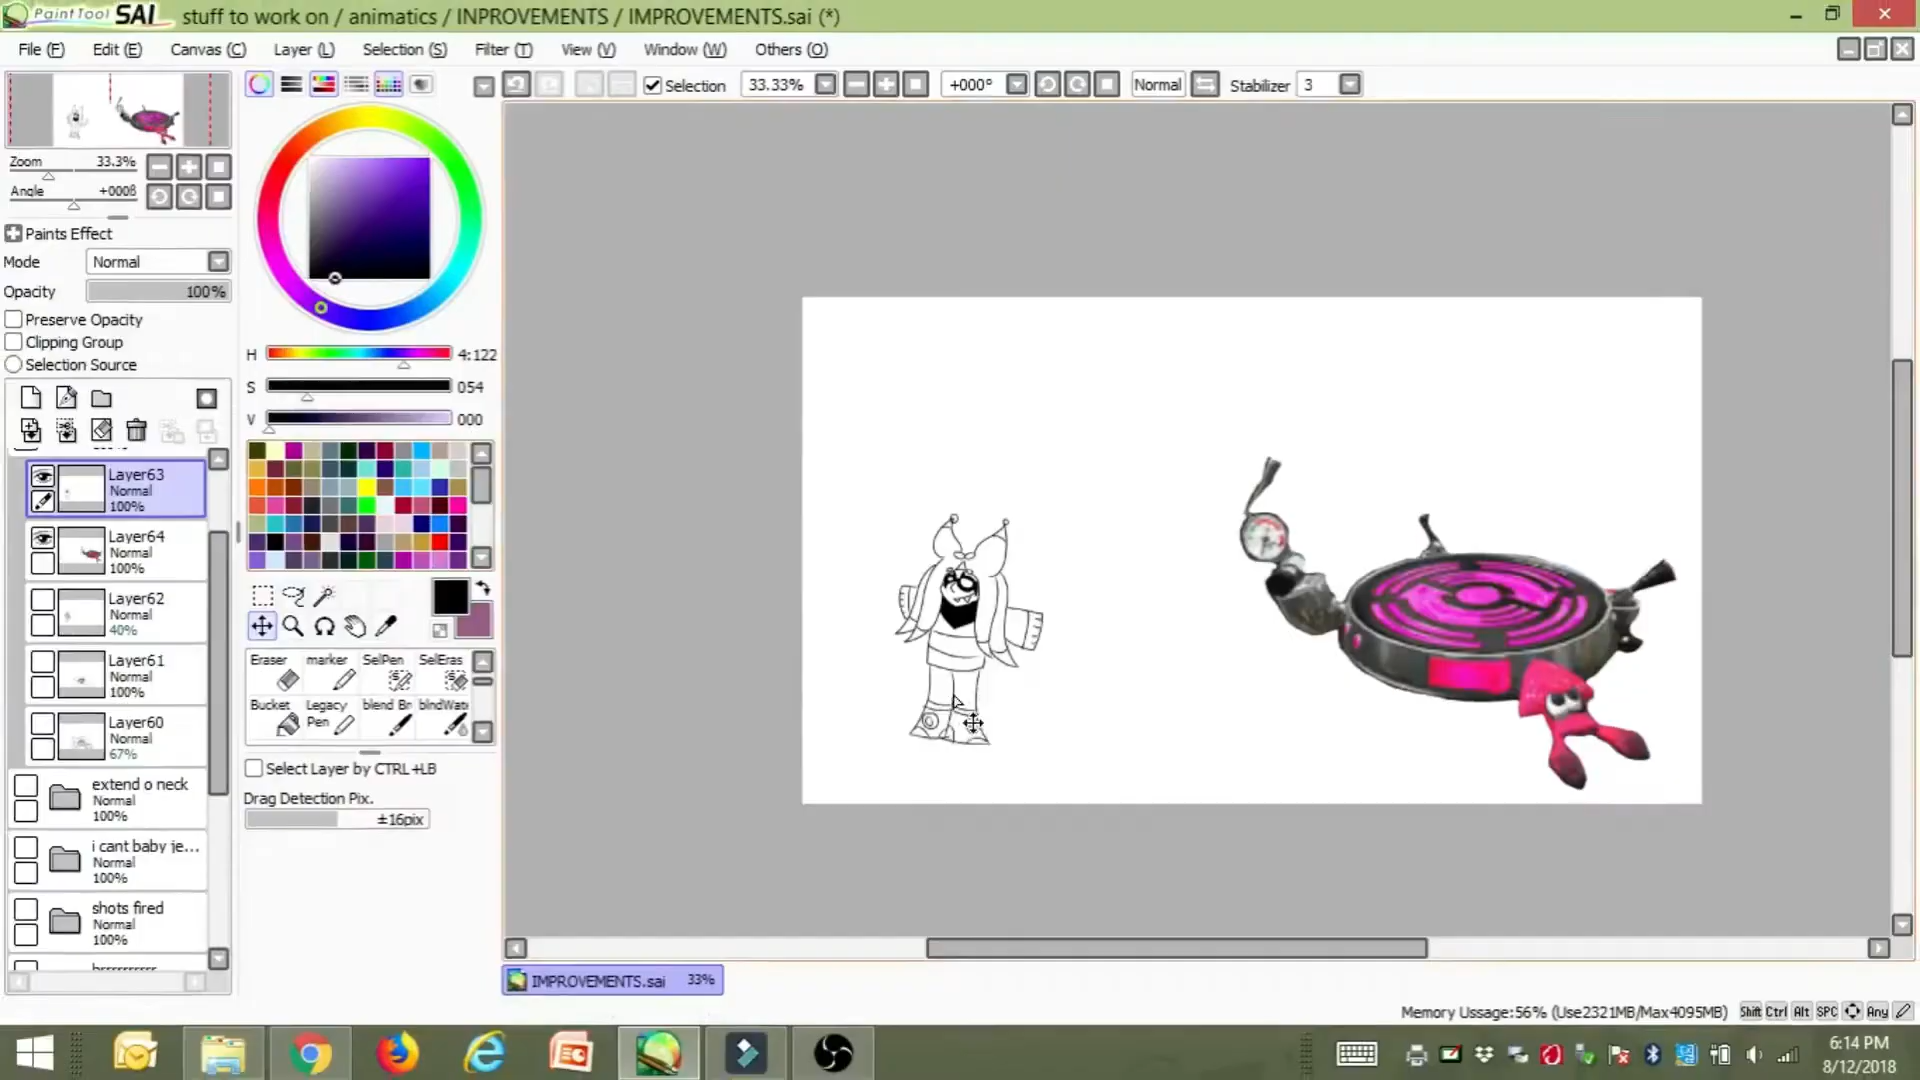 PaintTool SAI stuff to work on / animatics / INPROVEMENTS / IMPROVEMENTS.sai (*)
File (F) Edit (E) Canvas (C) Layer (L) Selection (S) Filter (T) View (V) Window (W) Others (O)
Selection 33.33% +000° Normal Stabilizer 3
Zoom 33.3%
Angle +000
Paints Effect
Mode Normal
Opacity 100%
Preserve Opacity
Clipping Group
Selection Source
Layer63
Normal
100%
Layer64
Normal
100%
Layer62
Normal
40%
Layer61
Normal
100%
Layer60
Normal
67%
extend o neck
Normal
100%
i cant baby je...
Normal
100%
shots fired
Normal
100%
H 4:122
S 054
V 000
Eraser marker SelPen SelEras
Bucket Legacy Pen blend Br blndWate
Select Layer by CTRL+LB
Drag Detection Pix.
±16pix
IMPROVEMENTS.sai 33%
Memory Ussage:56% (Use2321MB/Max4095MB) Shift Ctrl Alt SPC Any
6:14 PM
8/12/2018